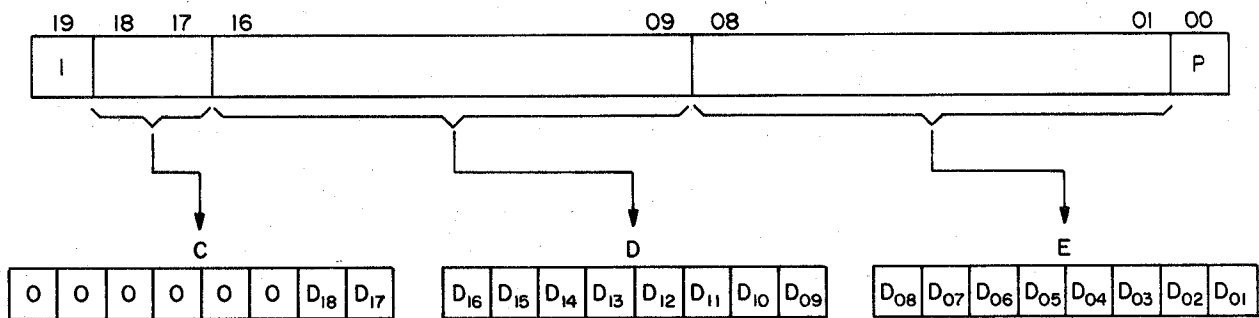 19 18 17 16 09 08 01 00
1 P
C D E
0 0 0 0 0 0 D18 D17 D16 D15 D14 D13 D12 D11 D10 D09 D08 D07 D06 D05 D04 D03 D02 D01